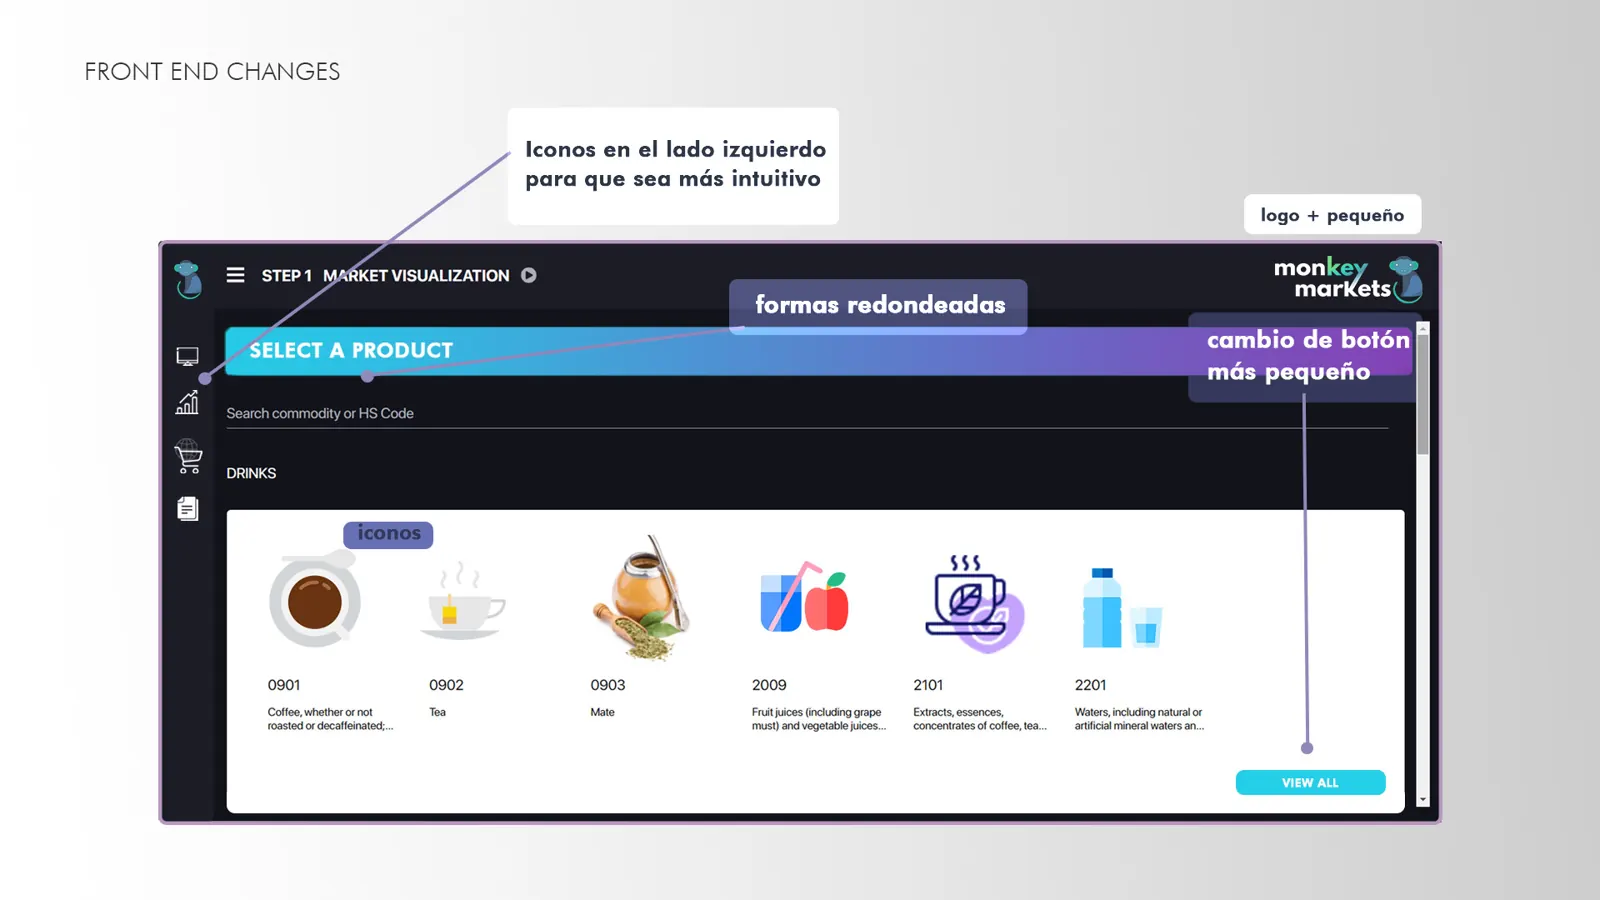 FRONT END CHANGES
Iconos en el lado izquierdo
para que sea más intuitivo
logo + pequeño
STEP 1 MARKET VISUALIZATION
monkey
markets
formas redondeadas
SELECT A PRODUCT
cambio de botón
más pequeño
Search commodity or HS Code
DRINKS
iconos
0901
Coffee, whether or not
roasted or decaffeinated;...
0902
Tea
0903
Mate
2009
Fruit juices (including grape
must) and vegetable juices...
2101
Extracts, essences,
concentrates of coffee, tea...
2201
Waters, including natural or
artificial mineral waters an...
VIEW ALL